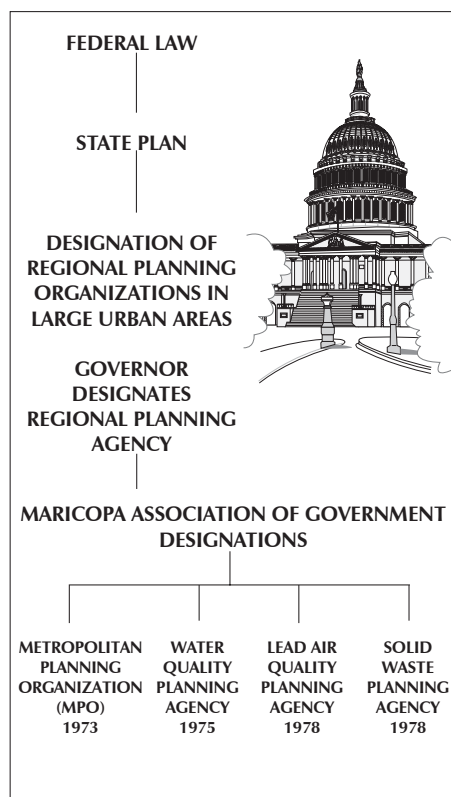 FEDERAL LAW
STATE PLAN
DESIGNATION OF
REGIONAL PLANNING
ORGANIZATIONS IN
LARGE URBAN AREAS
GOVERNOR
DESIGNATES
REGIONAL PLANNING
AGENCY
MARICOPA ASSOCIATION OF GOVERNMENT
DESIGNATIONS
METROPOLITAN
PLANNING
ORGANIZATION
(MPO)
1973
WATER
QUALITY
PLANNING
AGENCY
1975
LEAD AIR
QUALITY
PLANNING
AGENCY
1978
SOLID
WASTE
PLANNING
AGENCY
1978